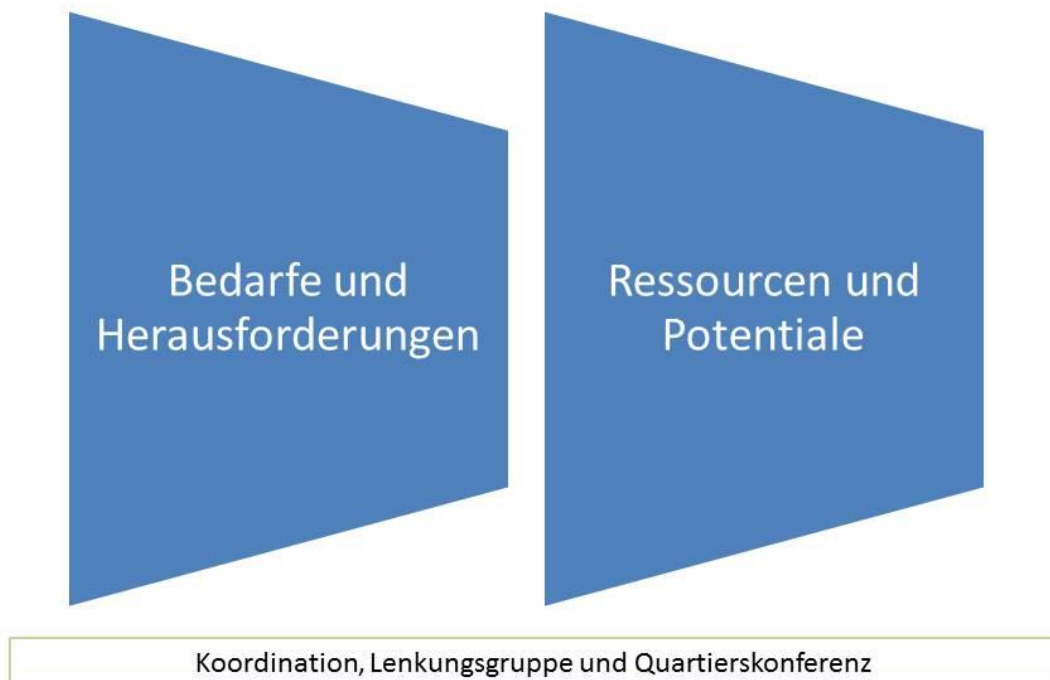 Bedarfe und
Herausforderungen
Ressourcen und
Potentiale
Koordination, Lenkungsgruppe und Quartierskonferenz